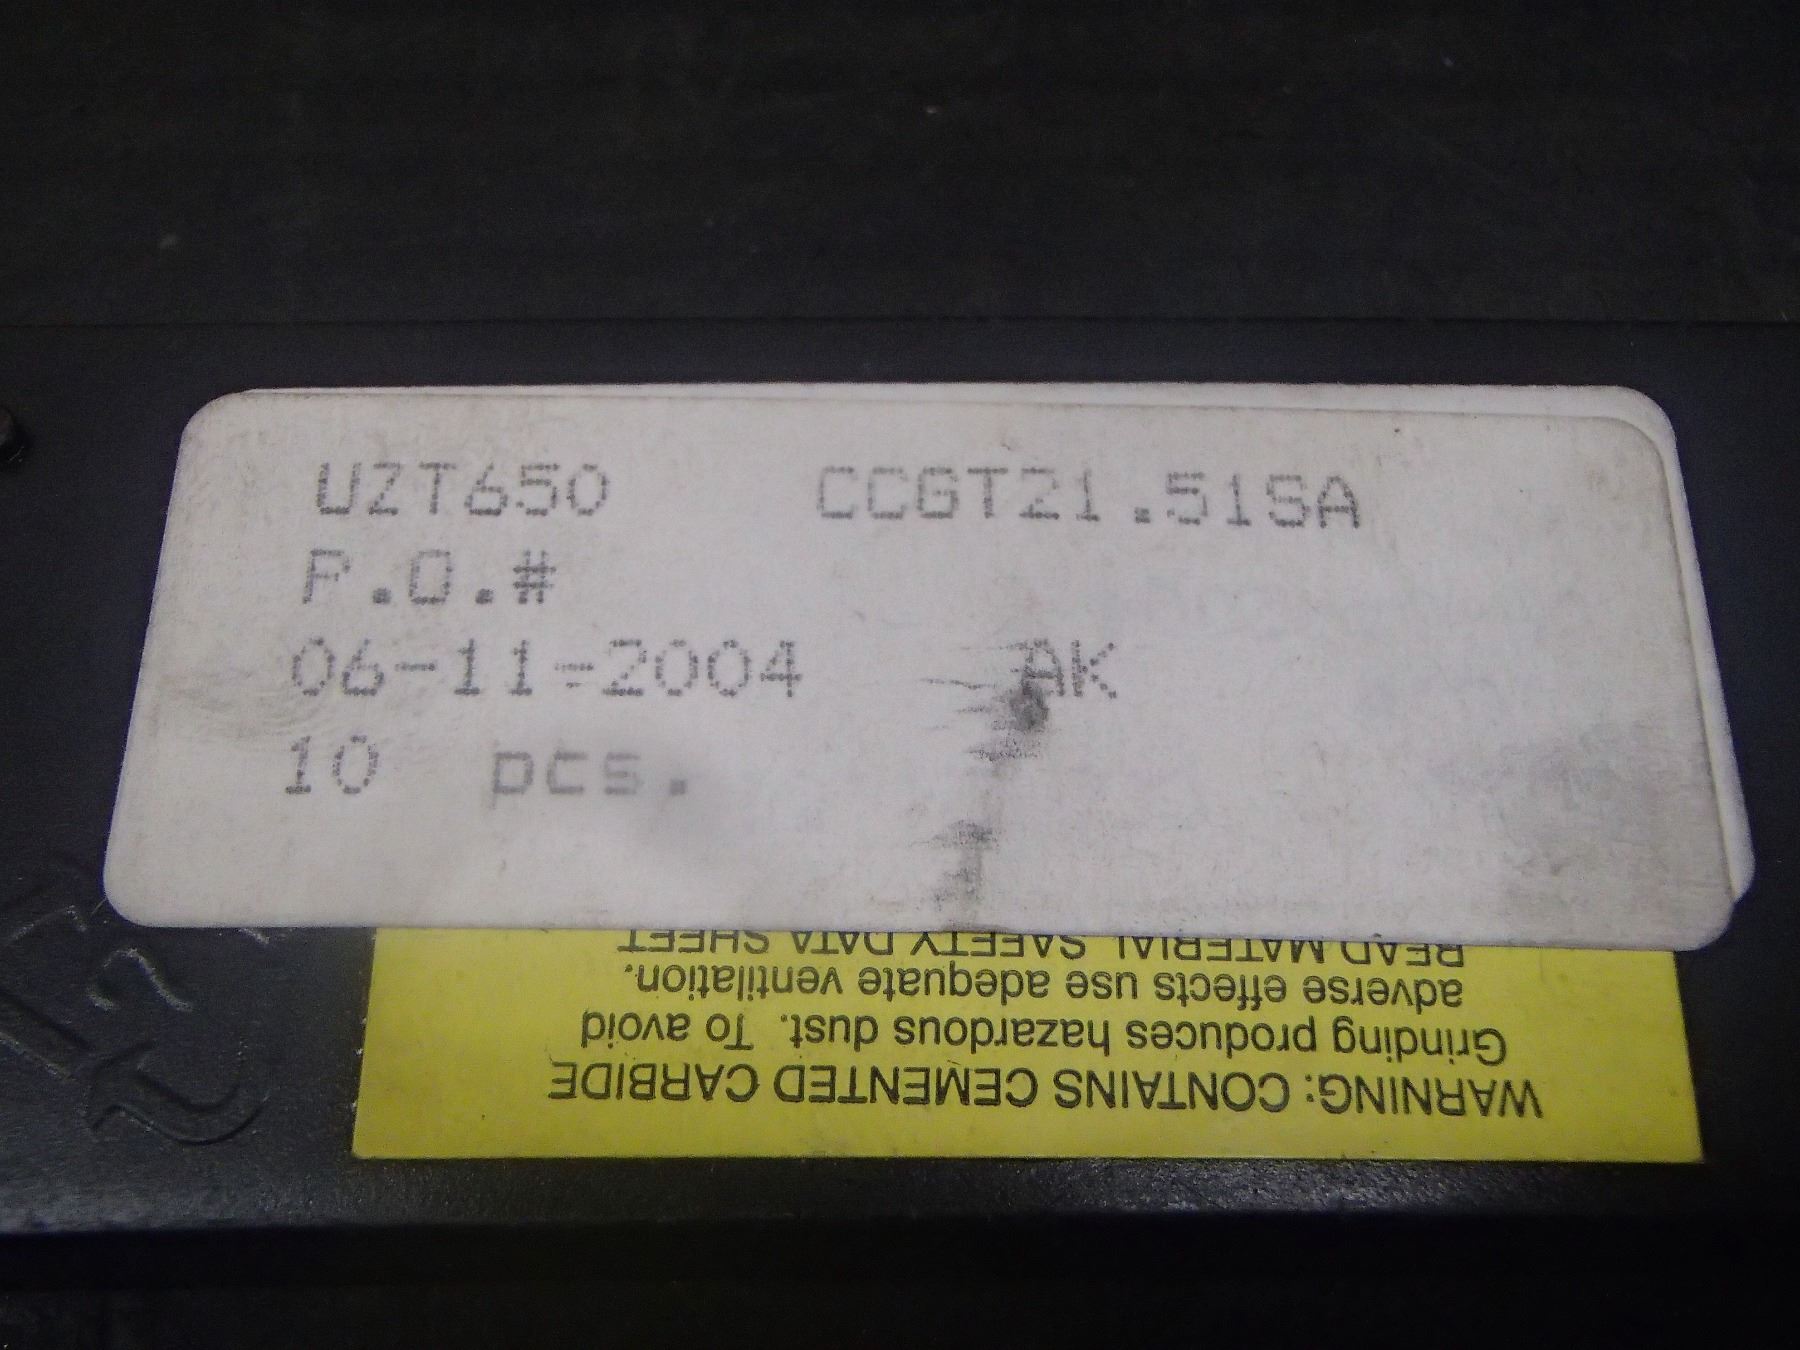 UZT650 CCGT21.51SA
P.O.#
06-11-2004 AK
10 pcs.
WARNING: CONTAINS CEMENTED CARBIDE
Grinding produces hazardous dust. To avoid
adverse effects use adequate ventilation.
READ MATERIAL SAFETY DATA SHEET